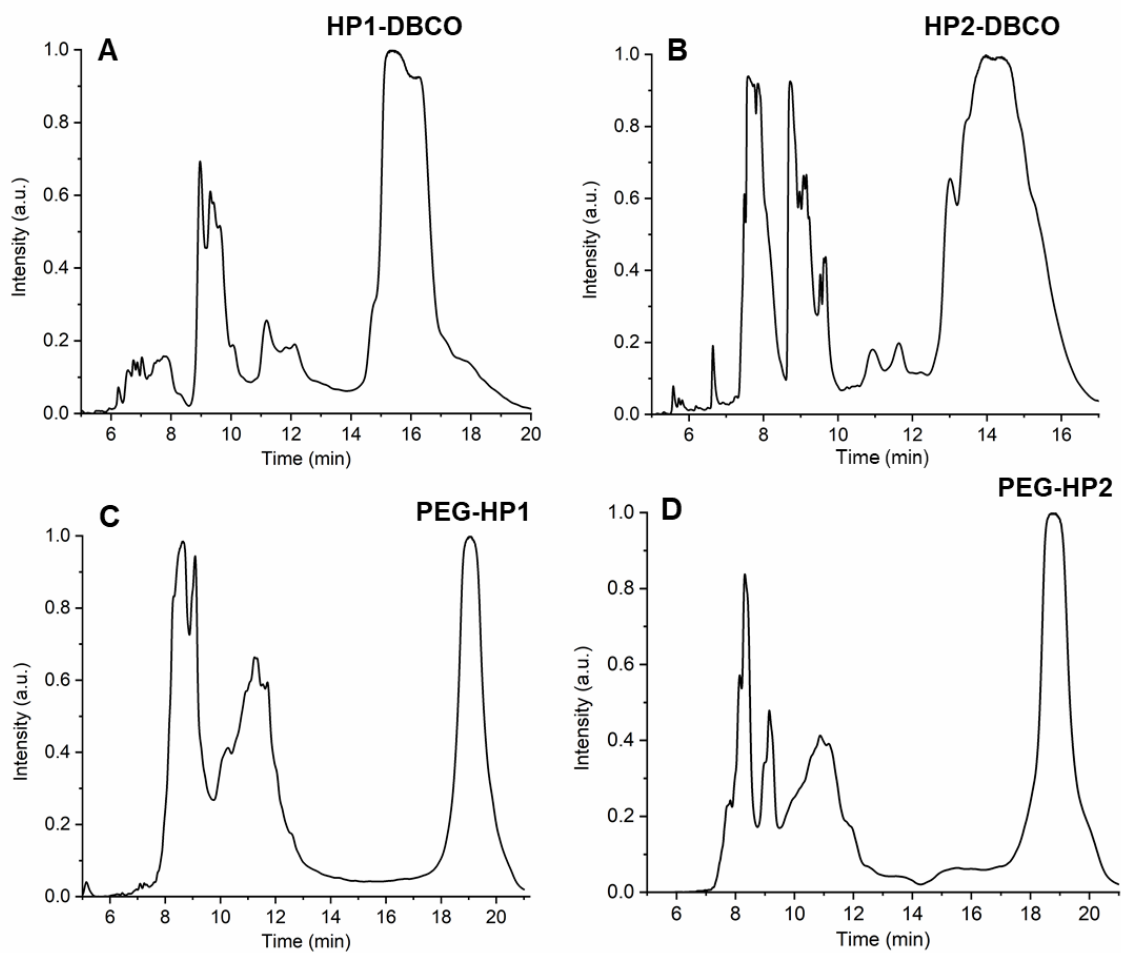 A
HP1-DBCO
1.0
0.8
0.6
0.4
0.2
0.0
Intensity (a.u.)
6 8 10 12 14 16 18 20
Time (min)
B
HP2-DBCO
1.0
0.8
0.6
0.4
0.2
0.0
Intensity (a.u.)
6 8 10 12 14 16
Time (min)
C
PEG-HP1
1.0
0.8
0.6
0.4
0.2
0.0
Intensity (a.u.)
6 8 10 12 14 16 18 20
Time (min)
D
PEG-HP2
1.0
0.8
0.6
0.4
0.2
0.0
Intensity (a.u.)
6 8 10 12 14 16 18 20
Time (min)